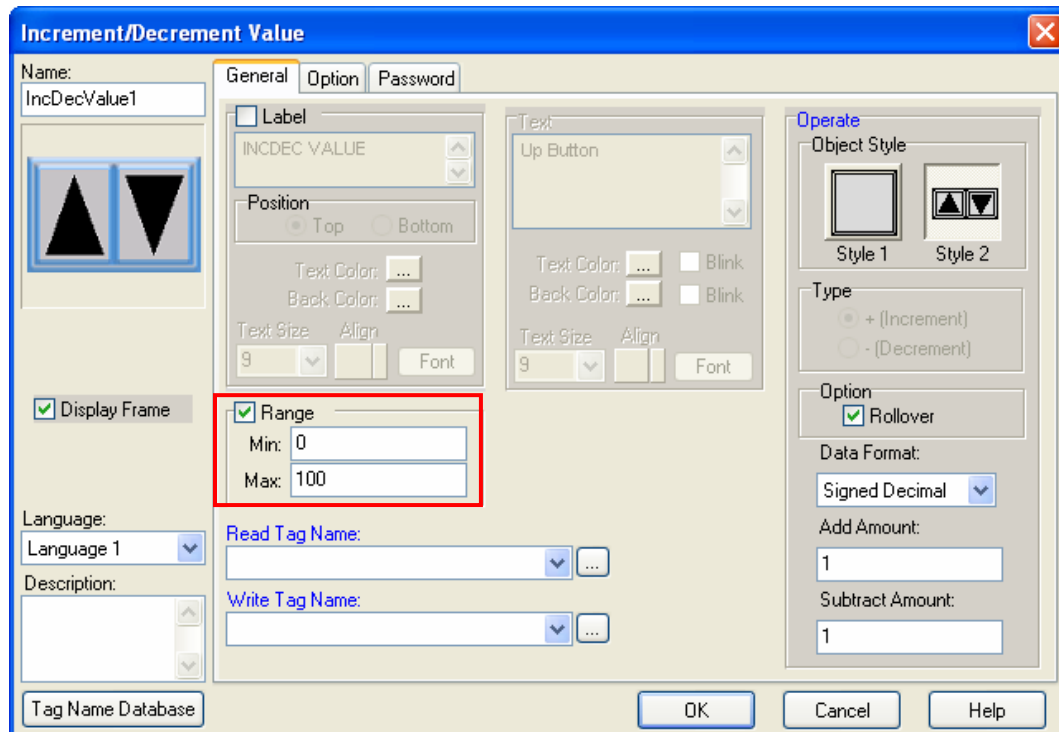 Increment/Decrement Value
Name:
IncDecValue1
Display Frame
Language:
Language 1
Description:
Tag Name Database
General Option Password
Label
INCDEC VALUE
Position
Top Bottom
Text Color: ...
Back Color: ...
Text Size Align
9 Font
Text
Up Button
Text Color: ... Blink
Back Color: ... Blink
Text Size Align
9 Font
Range
Min: 0
Max: 100
Read Tag Name:
...
Write Tag Name:
...
Operate
Object Style
Style 1 Style 2
Type
+ (Increment)
- (Decrement)
Option
Rollover
Data Format:
Signed Decimal
Add Amount:
1
Subtract Amount:
1
OK Cancel Help